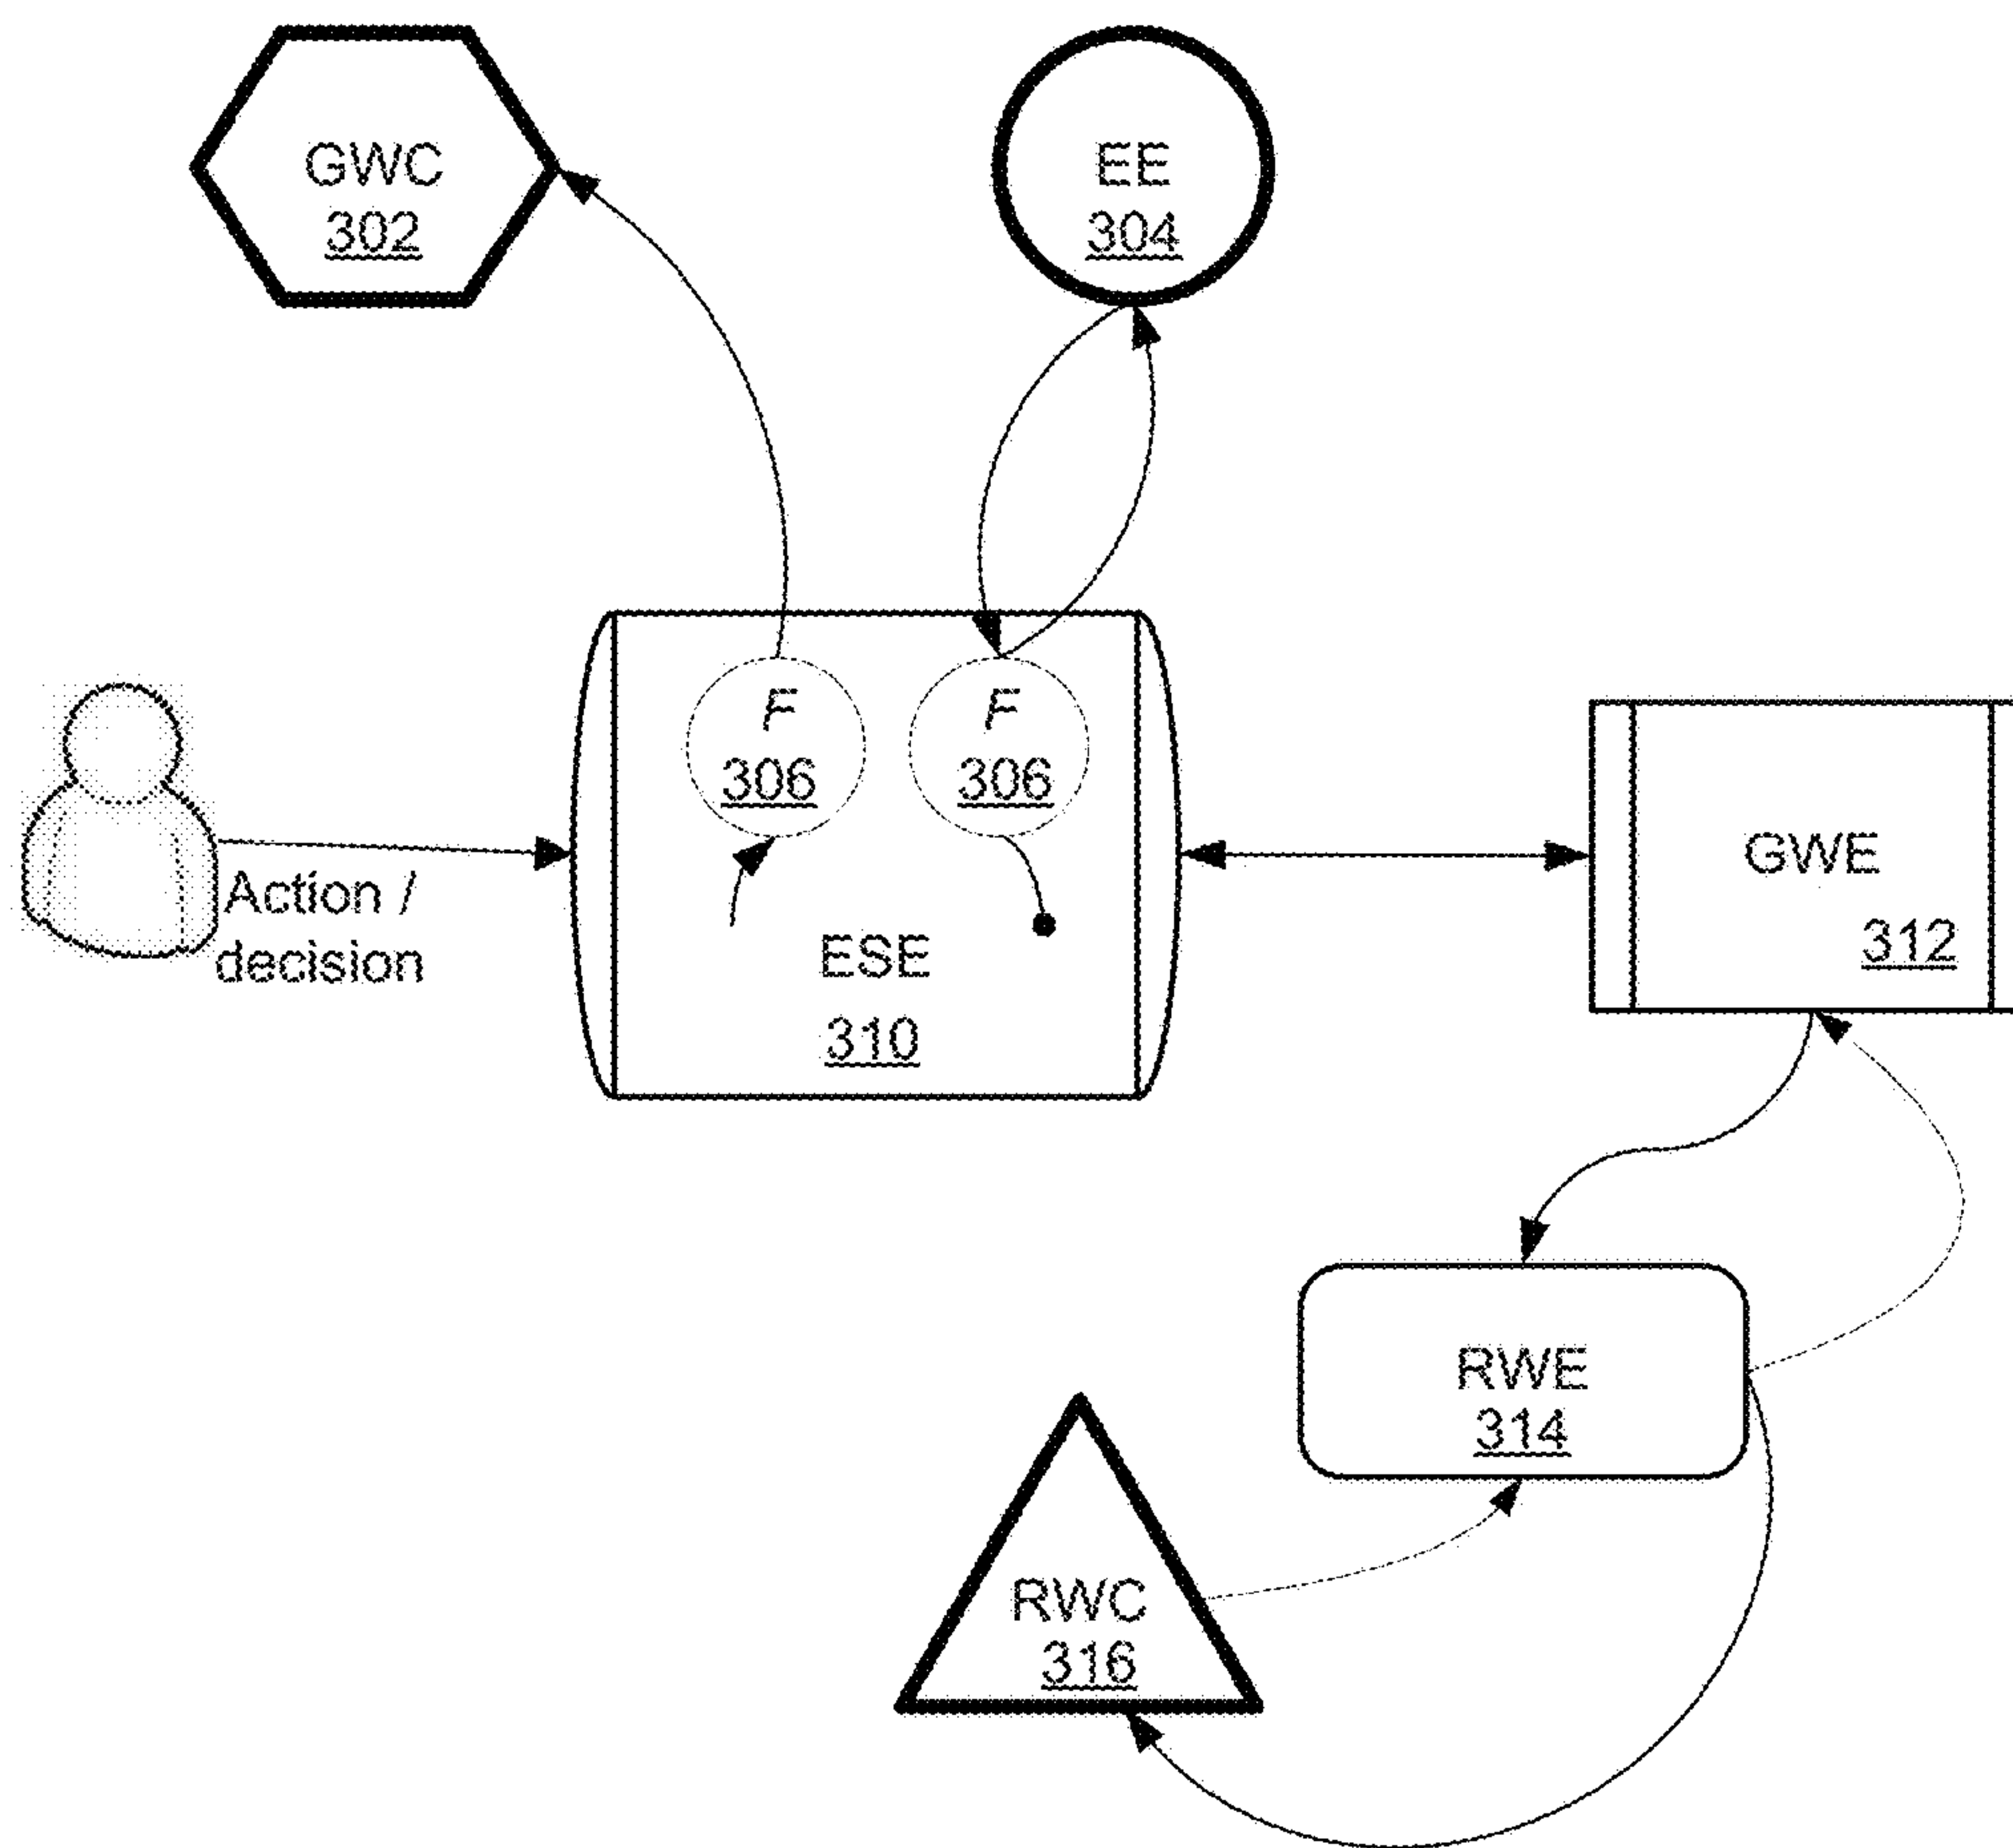 GWC
302
EE
304
F
306
F
306
Action /
decision
ESE
310
GWE
312
RWE
314
RWC
316